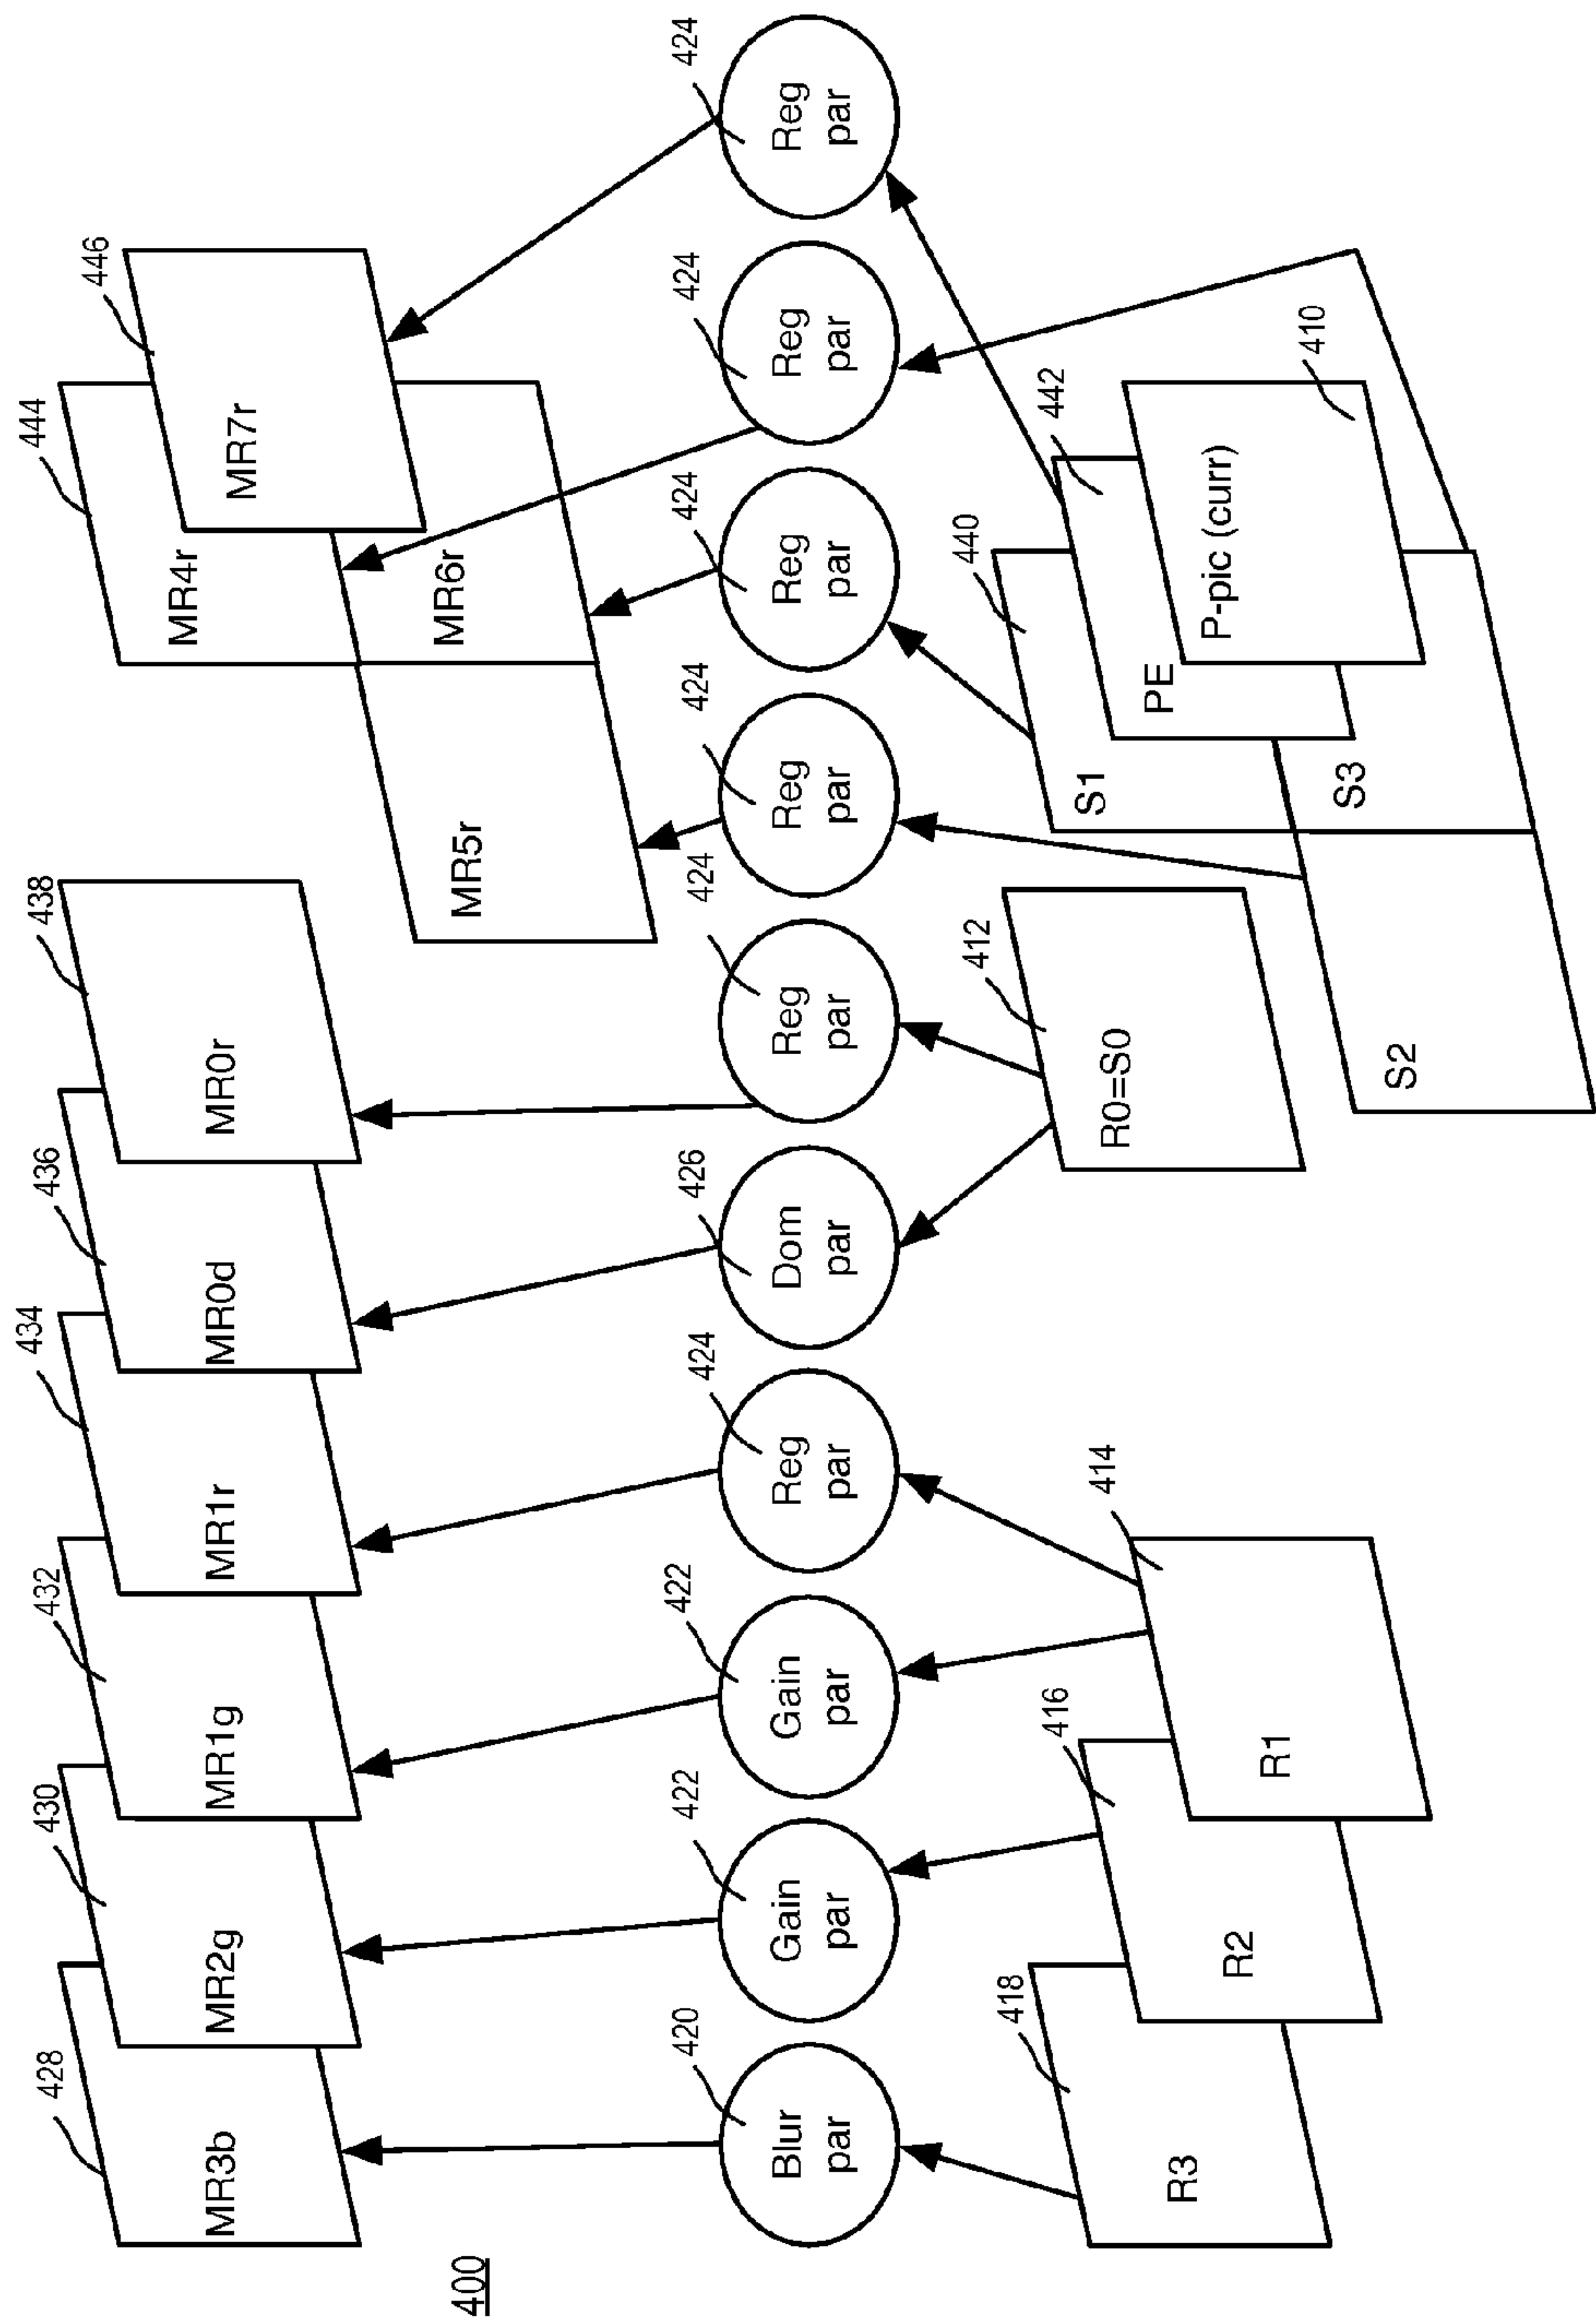 400
428
430
432
434
436
438
444
446
MR3b
MR2g
MR1g
MR1r
MR0d
MR0r
MR4r
MR7r
MR5r
MR6r
420
422
422
424
426
424
424
424
424
424
Blur
par
Gain
par
Gain
par
Reg
par
Dom
par
Reg
par
Reg
par
Reg
par
Reg
par
Reg
par
418
416
414
412
440
442
410
R3
R2
R1
R0=S0
S1
PE
P-pic (curr)
S2
S3